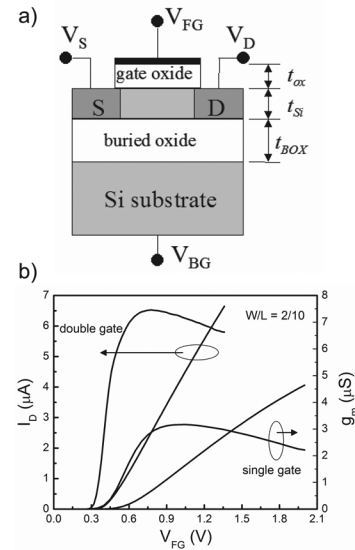 a)
V_FG
V_S
V_D
gate oxide
t_ox
S
D
t_Si
buried oxide
t_BOX
Si substrate
V_BG
b)
7
8
W/L = 2/10
6
7
double gate
5
6
4
5
3
4
2
3
1
2
single gate
0
1
0
I_D (μA)
g_m (μS)
0.0 0.3 0.6 0.9 1.2 1.5 1.8 2.1
V_FG (V)